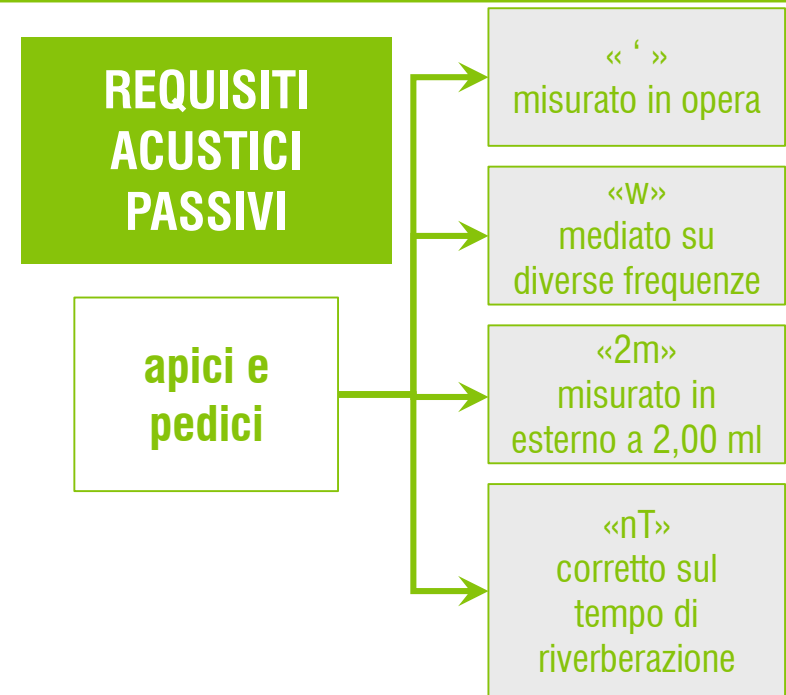 REQUISITI
ACUSTICI
PASSIVI
apici e
pedici
« ‘ »
misurato in opera
«w»
mediato su
diverse frequenze
«2m»
misurato in
esterno a 2,00 ml
«nT»
corretto sul
tempo di
riverberazione